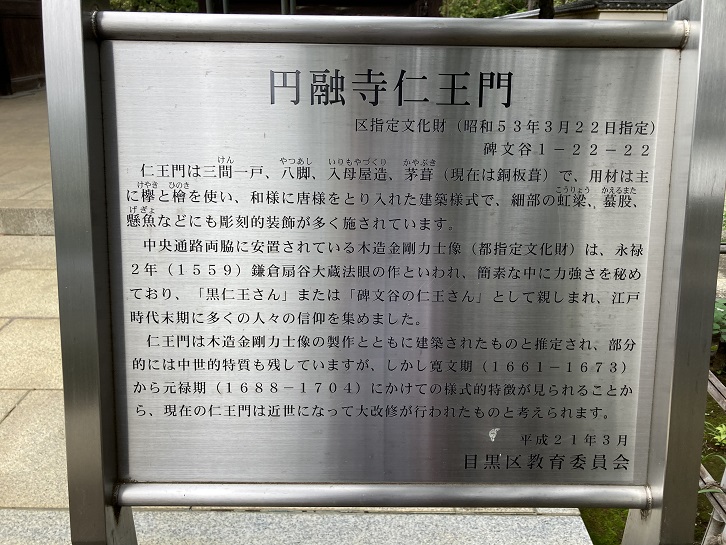 円融寺仁王門
区指定文化財（昭和５３年３月２２日指定）
碑文谷１－２２－２２
けん やつあし いりもやづくり かやぶき
仁王門は三間一戸、八脚、入母屋造、茅葺（現在は銅板葺）で、用材は主
けやき ひのき こうりょう かえるまた
に欅と檜を使い、和様に唐様をとり入れた建築様式で、細部の虹梁、蟇股、
げぎょ
懸魚などにも彫刻的装飾が多く施されています。
中央通路両脇に安置されている木造金剛力士像（都指定文化財）は、永禄
２年（１５５９）鎌倉扇谷大蔵法眼の作といわれ、簡素な中に力強さを秘め
ており、「黒仁王さん」または「碑文谷の仁王さん」として親しまれ、江戸
時代末期に多くの人々の信仰を集めました。
仁王門は木造金剛力士像の製作とともに建築されたものと推定され、部分
的には中世的特質も残していますが、しかし寛文期（１６６１－１６７３）
から元禄期（１６８８－１７０４）にかけての様式的特徴が見られることか
ら、現在の仁王門は近世になって大改修が行われたものと考えられます。
平成２１年３月
目黒区教育委員会